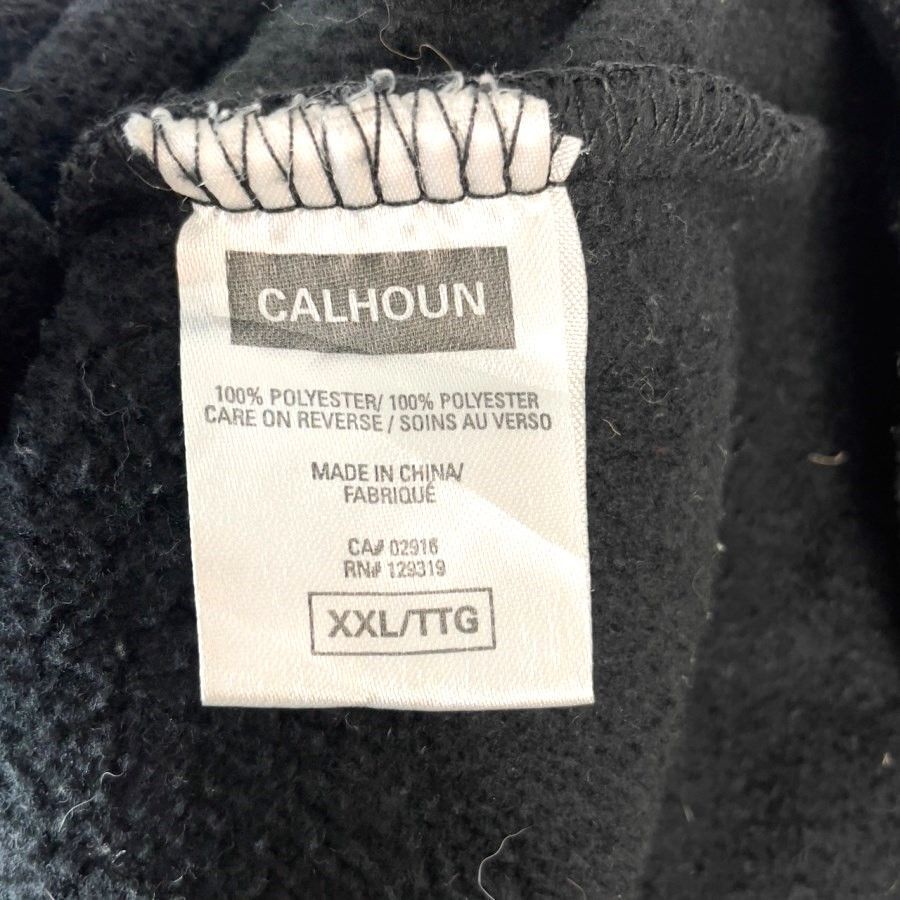 CALHOUN
100% POLYESTER/ 100% POLYESTER
CARE ON REVERSE / SOINS AU VERSO
MADE IN CHINA/
FABRIQUÉ
CA# 02916
RN# 129319
XXL/TTG